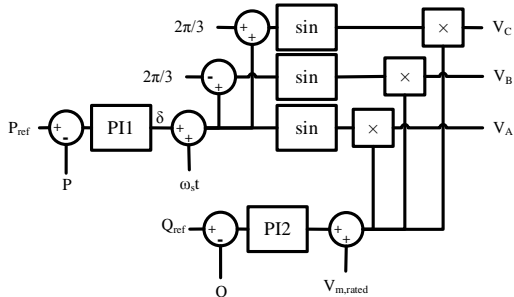 2π/3 + + sin × V_C
2π/3 - + sin × V_B
P_ref + - PI1 δ + + sin × V_A
P ω_st
Q_ref + - PI2 + +
Q V_m,rated